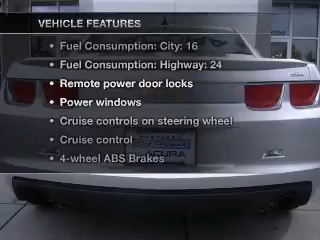 VEHICLE FEATURES
• Fuel Consumption: City: 16
• Fuel Consumption: Highway: 24
• Remote power door locks
• Power windows
• Cruise controls on steering wheel
• Cruise control
• 4-wheel ABS Brakes
ACURA